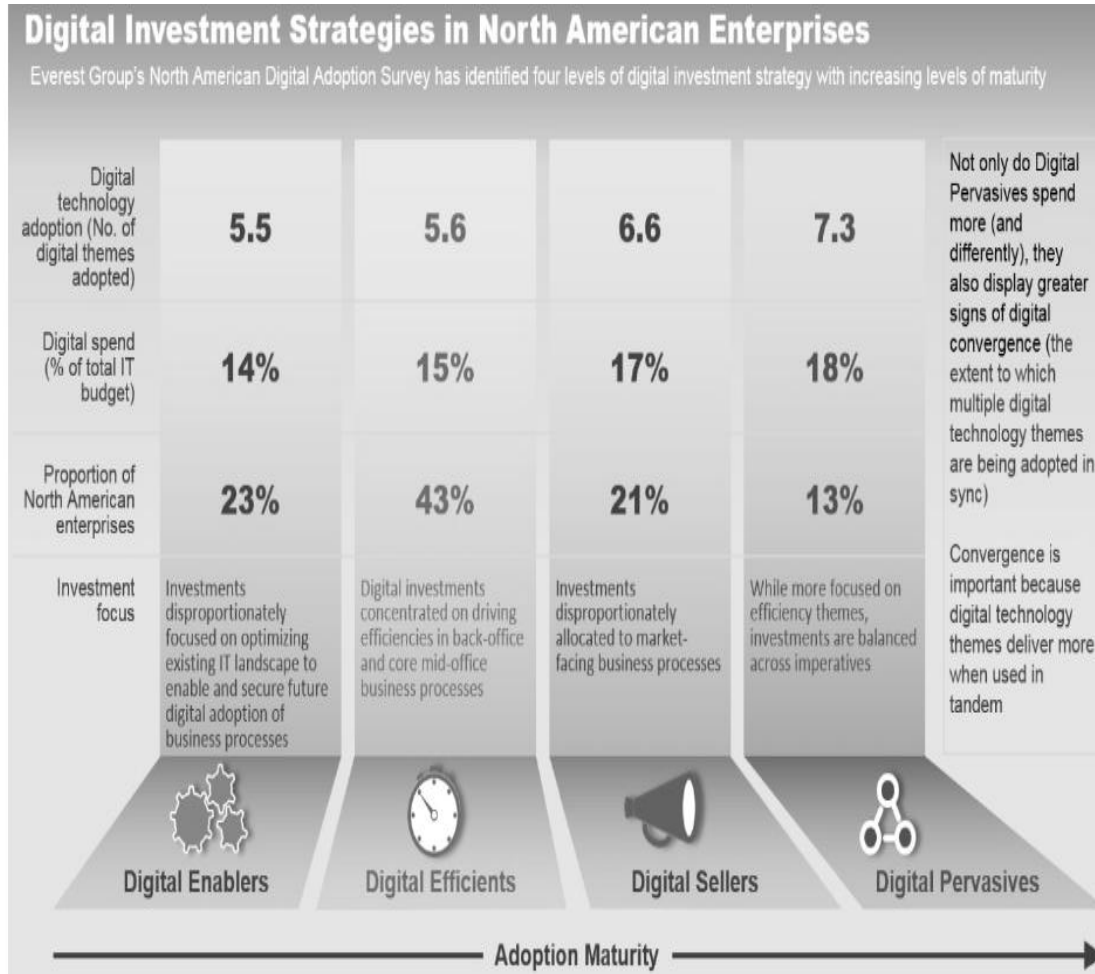 Digital Investment Strategies in North American Enterprises
Everest Group's North American Digital Adoption Survey has identified four levels of digital investment strategy with increasing levels of maturity
Digital
technology
adoption (No. of
digital themes
adopted)
5.5
5.6
6.6
7.3
Digital spend
(% of total IT
budget)
14%
15%
17%
18%
Proportion of
North American
enterprises
23%
43%
21%
13%
Investment
focus
Investments
disproportionately
focused on optimizing
existing IT landscape to
enable and secure future
digital adoption of
business processes
Digital investments
concentrated on driving
efficiencies in back-office
and core mid-office
business processes
Investments
disproportionately
allocated to market-
facing business processes
While more focused on
efficiency themes,
investments are balanced
across imperatives
Not only do Digital
Pervasives spend
more (and
differently), they
also display greater
signs of digital
convergence (the
extent to which
multiple digital
technology themes
are being adopted in
sync)
Convergence is
important because
digital technology
themes deliver more
when used in
tandem
Digital Enablers
Digital Efficients
Digital Sellers
Digital Pervasives
Adoption Maturity